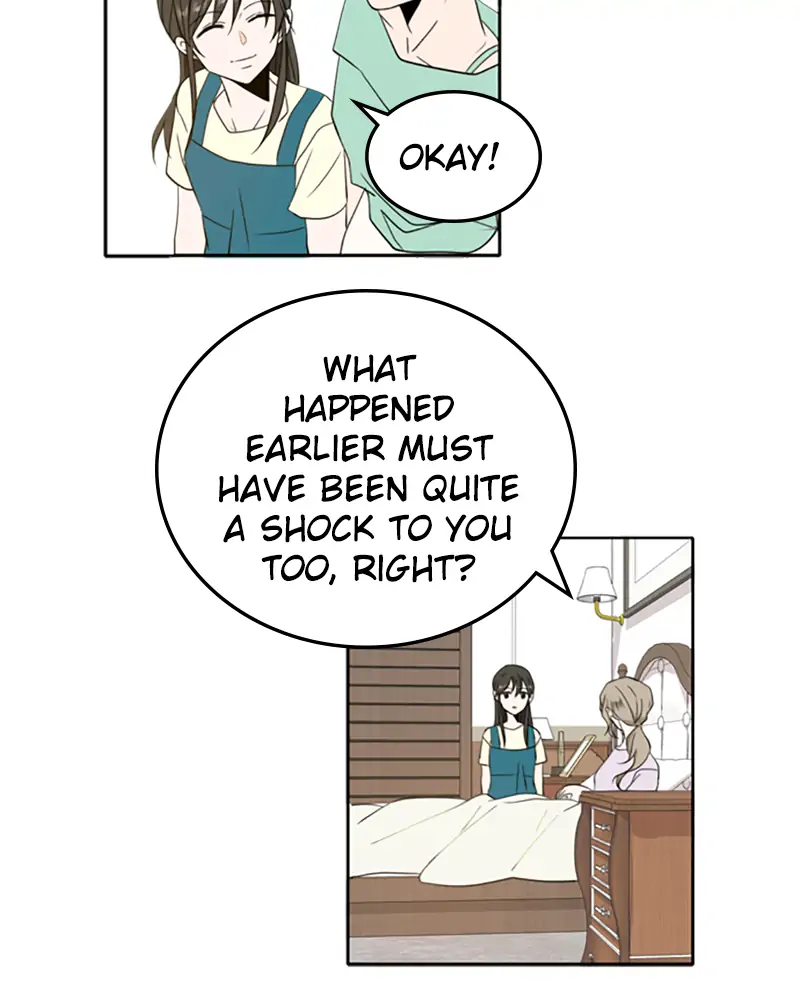 OKAY!
WHAT
HAPPENED
EARLIER MUST
HAVE BEEN QUITE
A SHOCK TO YOU
TOO, RIGHT?